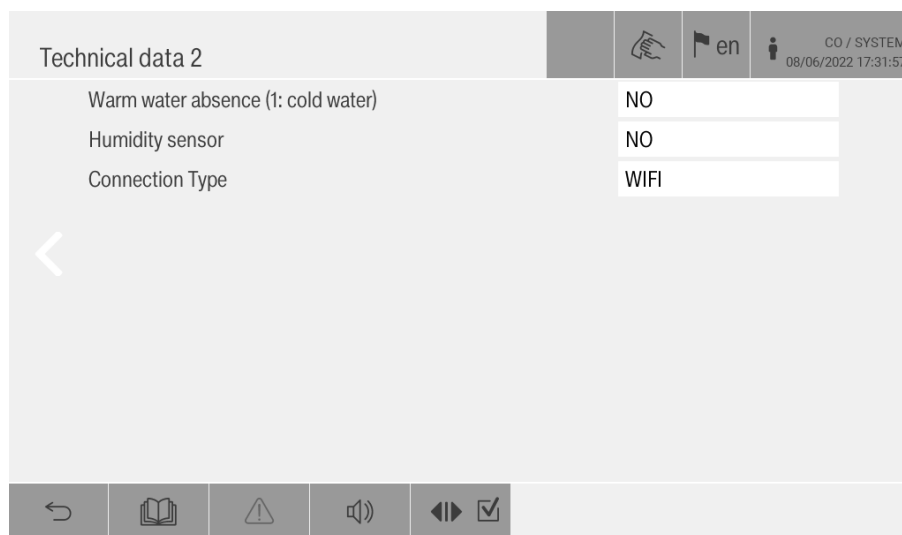 Technical data 2
en
CO / SYSTEM
08/06/2022 17:31:57
Warm water absence (1: cold water)
NO
Humidity sensor
NO
Connection Type
WIFI